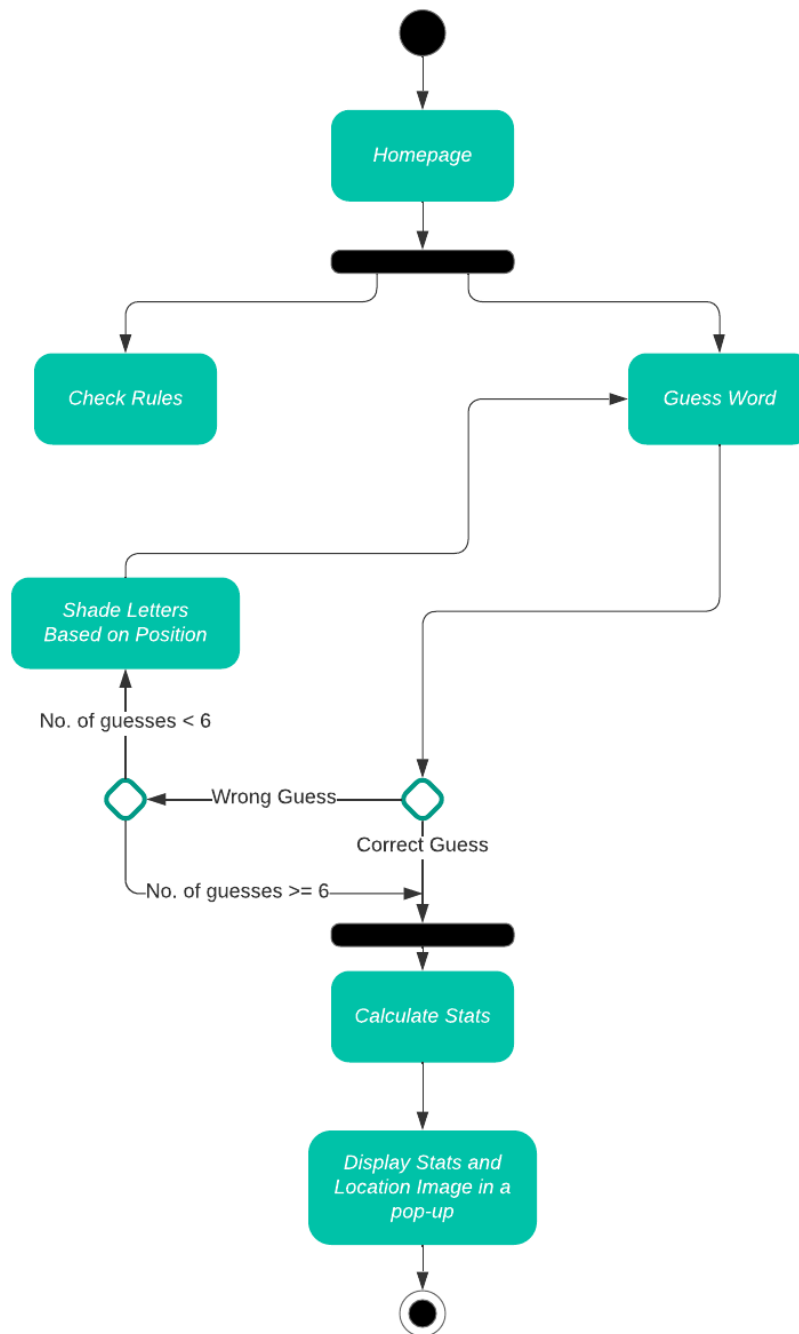 Homepage
Check Rules
Guess Word
Shade Letters
Based on Position
No. of guesses < 6
Wrong Guess
Correct Guess
No. of guesses >= 6
Calculate Stats
Display Stats and
Location Image in a
pop-up